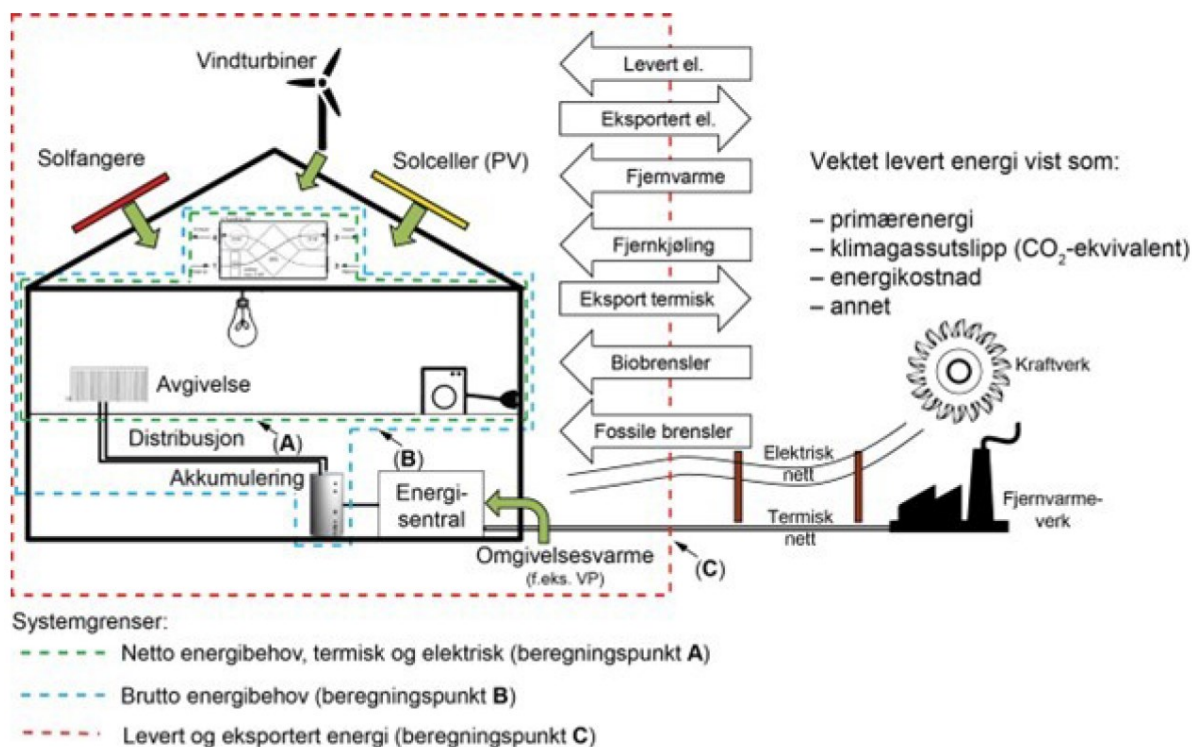 Vindturbiner
Solfangere
Solceller (PV)
Avgivelse
Distribusjon
(A)
(B)
Akkumulering
Energi-
sentral
Omgivelsesvarme
(f.eks. VP)
(C)
Levert el.
Eksportert el.
Fjernvarme
Fjernkjøling
Eksport termisk
Biobrensler
Fossile brensler
Vektet levert energi vist som:
– primærenergi
– klimagassutslipp (CO₂-ekvivalent)
– energikostnad
– annet
Kraftverk
Elektrisk
nett
Termisk
nett
Fjernvarme-
verk
Systemgrenser:
Netto energibehov, termisk og elektrisk (beregningspunkt A)
Brutto energibehov (beregningspunkt B)
Levert og eksportert energi (beregningspunkt C)